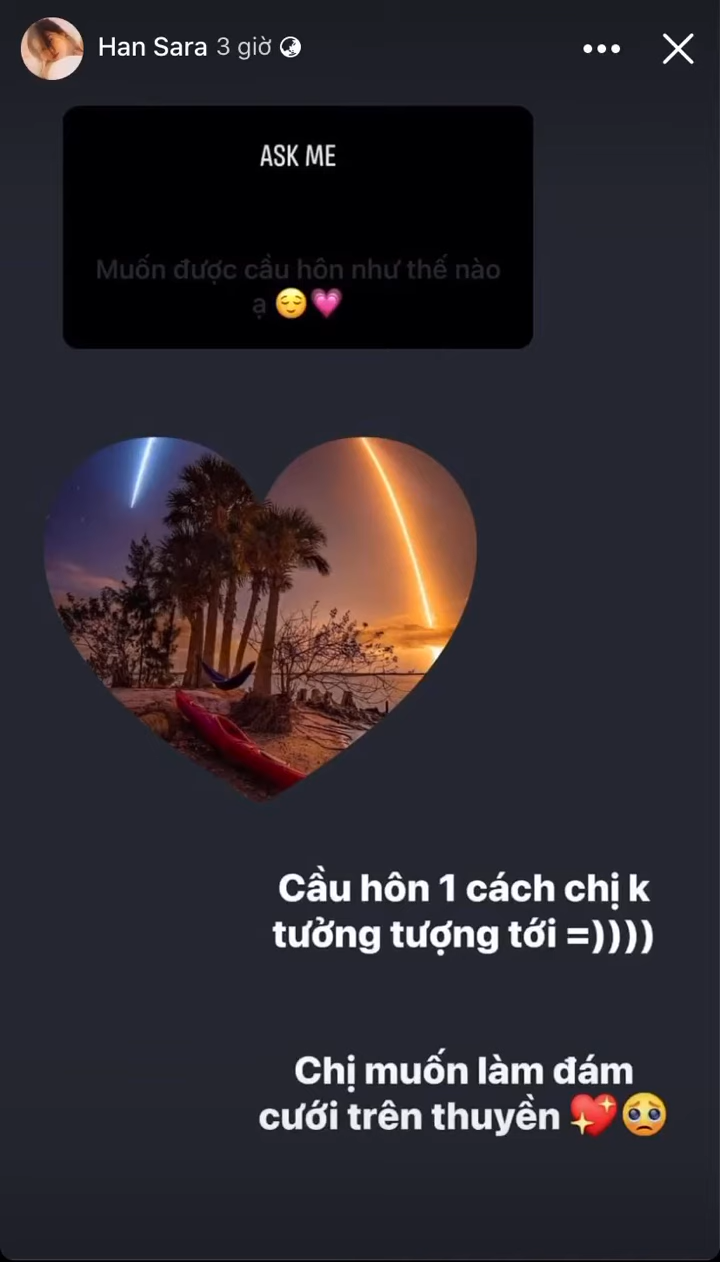 Han Sara 3 giờ
ASK ME
Muốn được cầu hôn như thế nào
ạ 😌💗
Cầu hôn 1 cách chị k
tưởng tượng tới =))))
Chị muốn làm đám
cưới trên thuyền 💖🥺